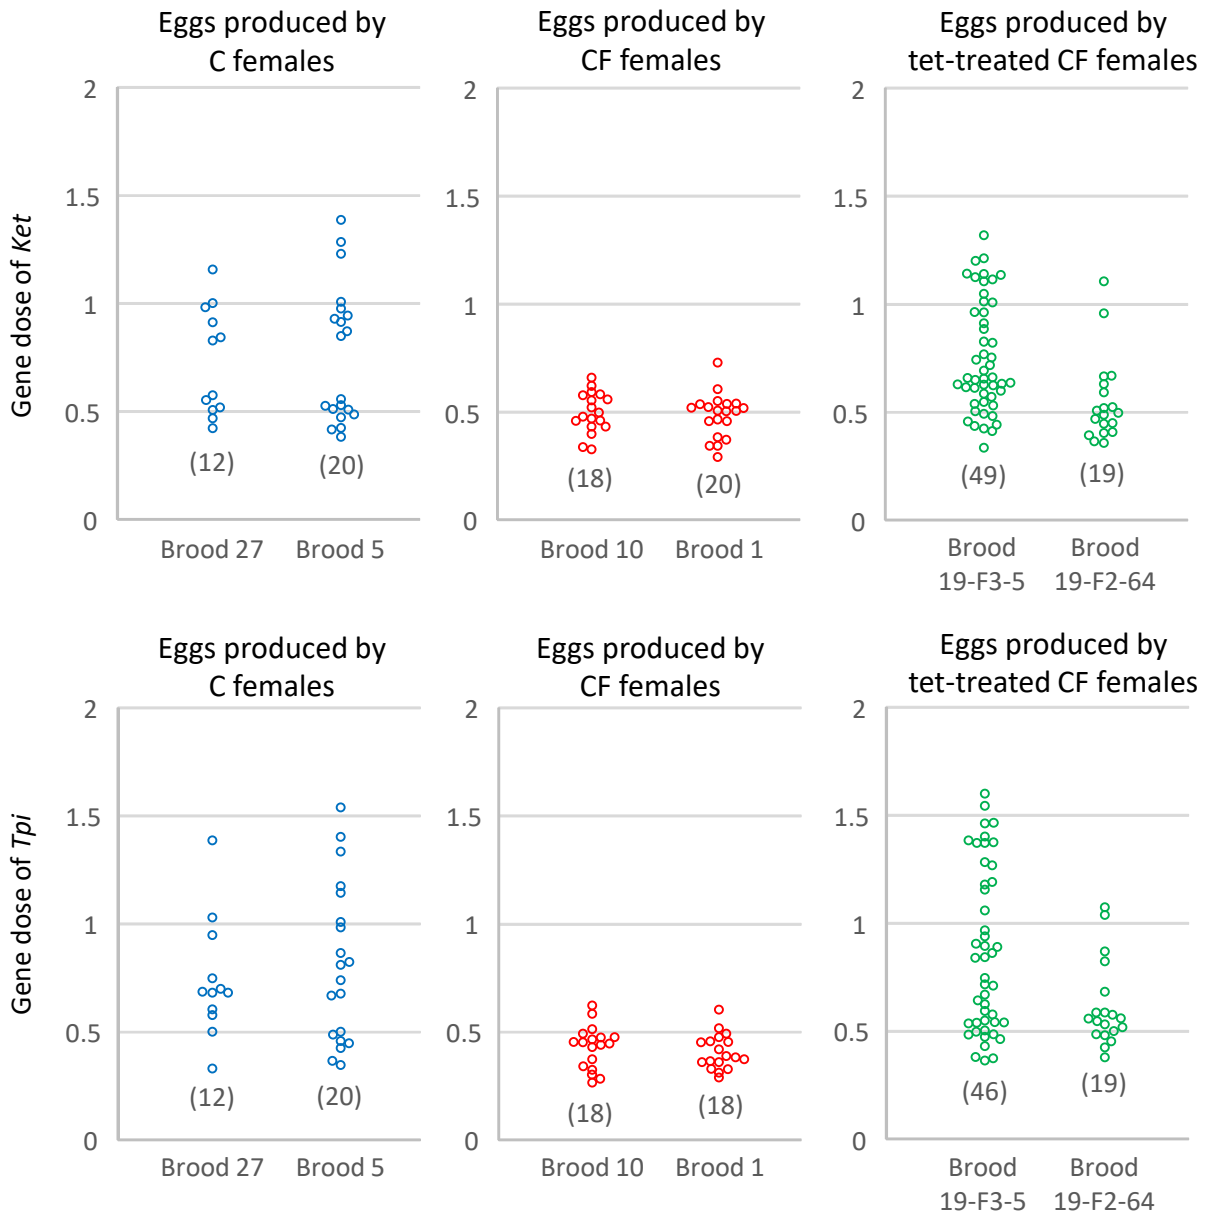 Eggs produced by
C females
Eggs produced by
CF females
Eggs produced by
tet-treated CF females
Gene dose of Ket
2
1.5
1
0.5
0
(12)
(20)
Brood 27
Brood 5
2
1.5
1
0.5
0
(18)
(20)
Brood 10
Brood 1
2
1.5
1
0.5
0
(49)
(19)
Brood
19-F3-5
Brood
19-F2-64
Eggs produced by
C females
Eggs produced by
CF females
Eggs produced by
tet-treated CF females
Gene dose of Tpi
2
1.5
1
0.5
0
(12)
(20)
Brood 27
Brood 5
2
1.5
1
0.5
0
(18)
(18)
Brood 10
Brood 1
2
1.5
1
0.5
0
(46)
(19)
Brood
19-F3-5
Brood
19-F2-64